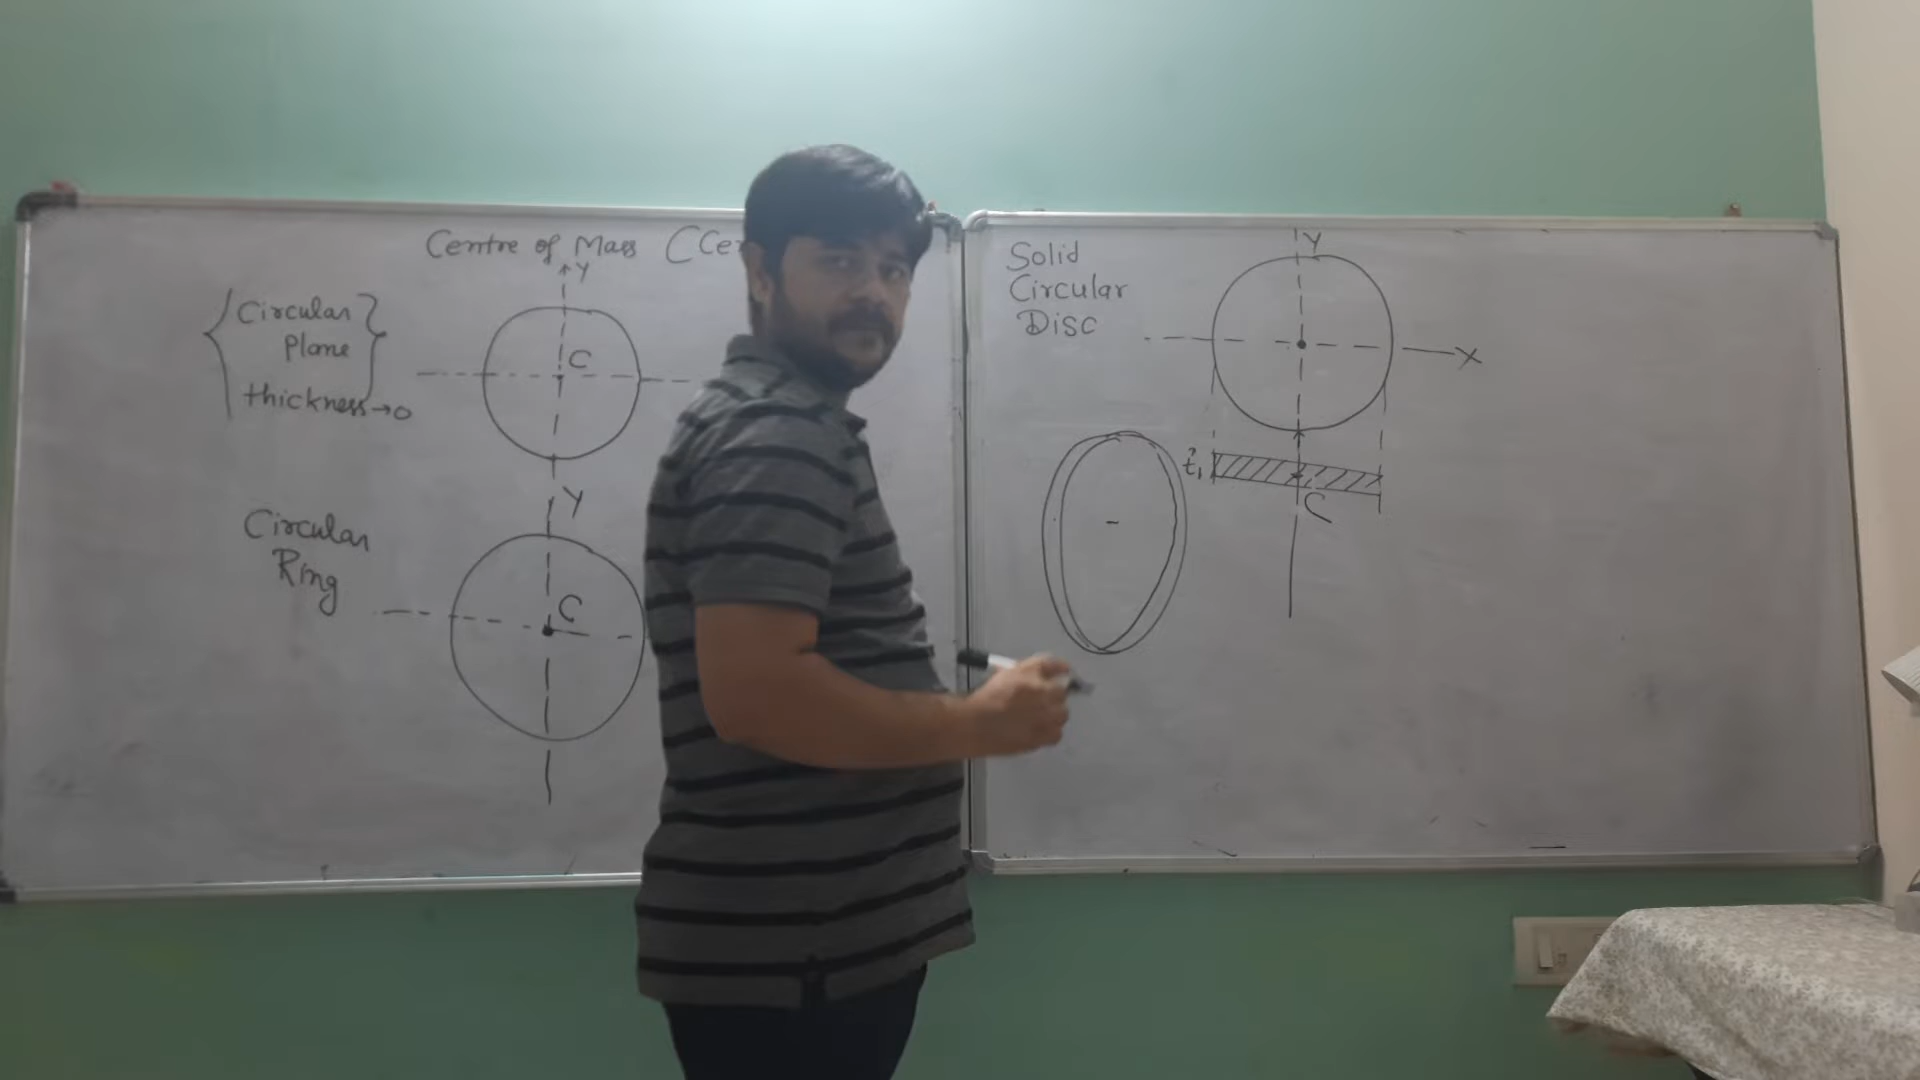 Centre of Mass (Ce
Y
Circular
Plane
thickness→0
C
Y
Circular
Ring
C
Solid
Circular
Disc
Y
X
t1
C